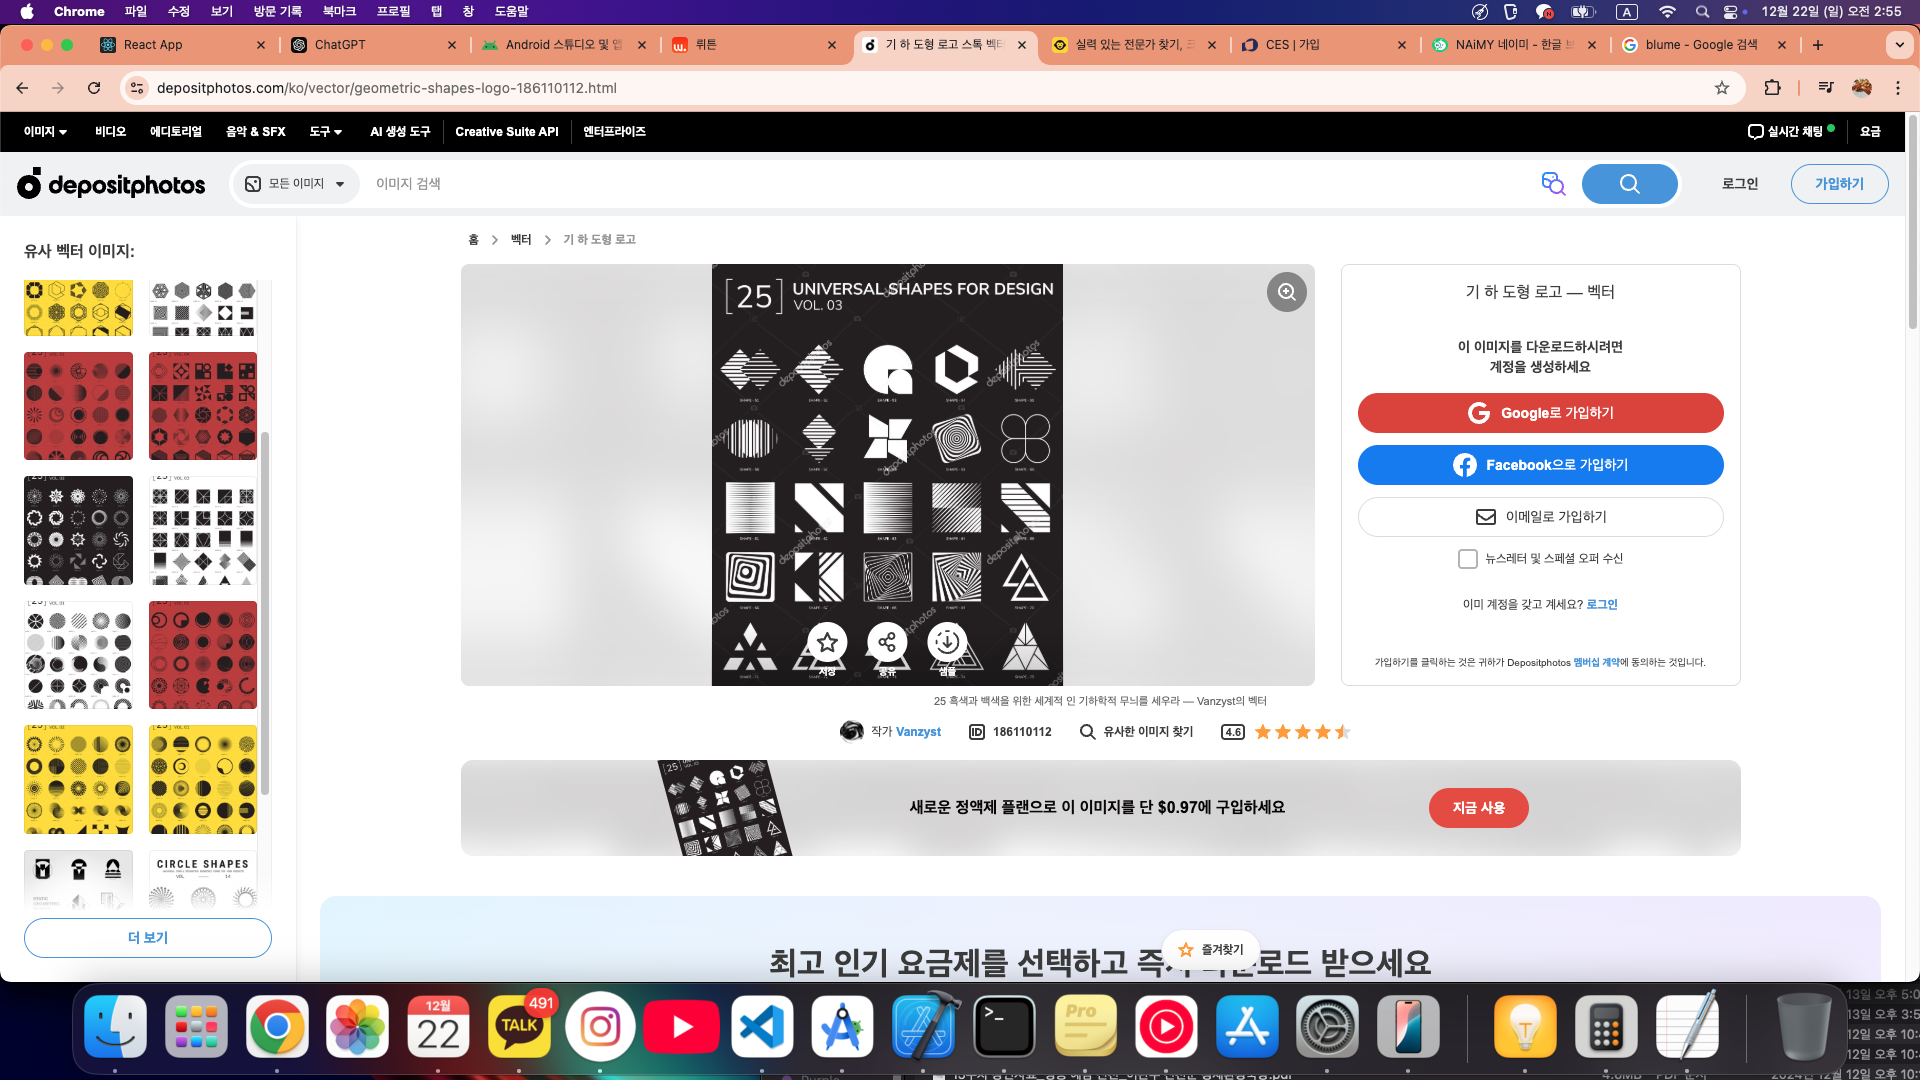 Chrome 파일 수정 보기 방문 기록 북마크 프로필 탭 창 도움말
A 12월 22일 (일) 오전 2:55
React App
ChatGPT
Android 스튜디오 및 앱
뤼튼
기 하 도형 로고 스톡 벡터
실력 있는 전문가 찾기,
CES | 가입
NAiMY 네이미 - 한글 브
blume - Google 검색
depositphotos.com/ko/vector/geometric-shapes-logo-186110112.html
이미지 비디오 에디토리얼 음악 & SFX 도구 AI 생성 도구 Creative Suite API 엔터프라이즈
실시간 채팅 요금
depositphotos 모든 이미지 이미지 검색 로그인 가입하기
유사 벡터 이미지:
CIRCLE SHAPES
더 보기
홈 벡터 기 하 도형 로고
[25] UNIVERSAL SHAPES FOR DESIGN
VOL. 03
저장 공유 샘플
25 흑색과 백색을 위한 세계적 인 기하학적 무늬를 세우라 — Vanzyst의 벡터
작가 Vanzyst ID 186110112 유사한 이미지 찾기 4.6
기 하 도형 로고 — 벡터
이 이미지를 다운로드하시려면
계정을 생성하세요
Google로 가입하기
Facebook으로 가입하기
이메일로 가입하기
뉴스레터 및 스페셜 오퍼 수신
이미 계정을 갖고 계세요? 로그인
가입하기를 클릭하는 것은 귀하가 Depositphotos 멤버십 계약에 동의하는 것입니다.
새로운 정액제 플랜으로 이 이미지를 단 $0.97에 구입하세요
지금 사용
최고 인기 요금제를 선택하고 즉시 다운로드 받으세요
즐겨찾기
12월
22
TALK
491
Pro